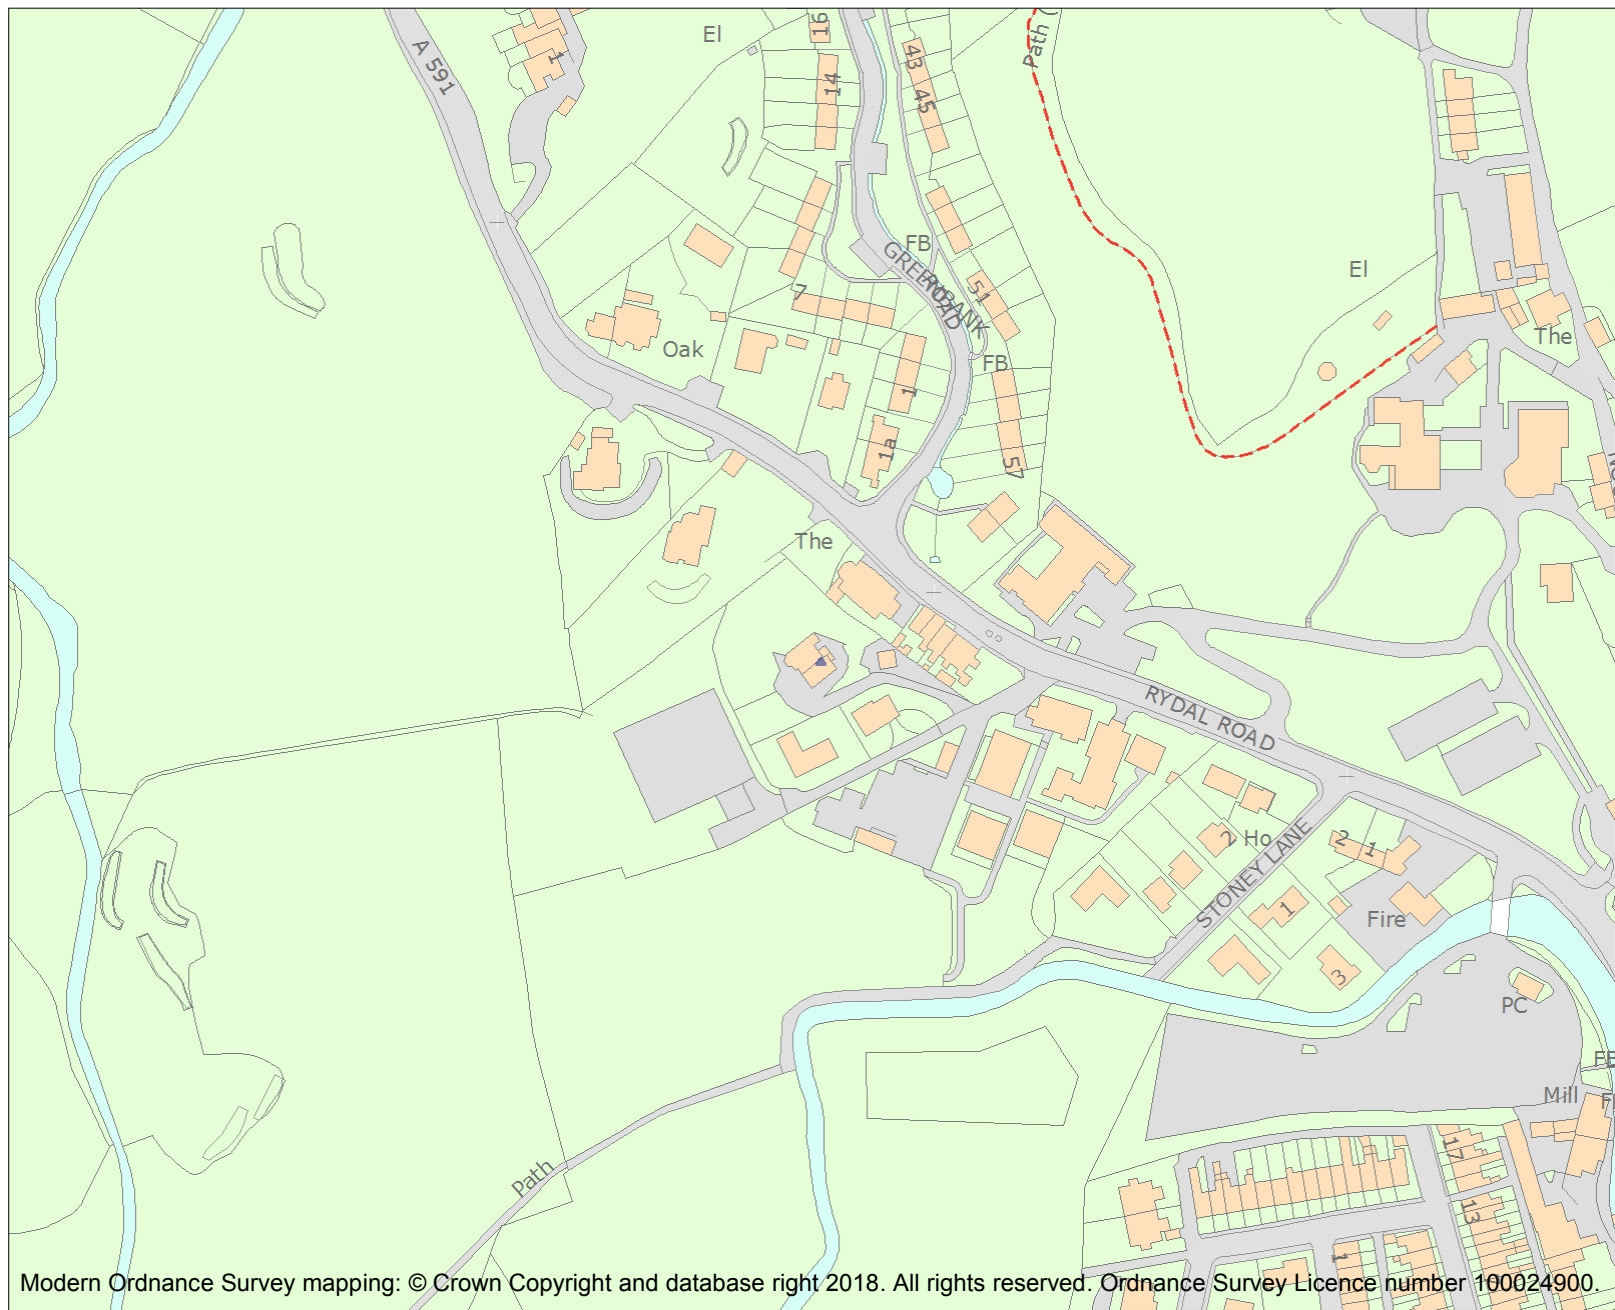 16
El
A 591
1
14
43
45
Path (
FB
GREENBANK
ROAD
51
7
El
The
Oak
FB
1
1a
57
The
RYDAL ROAD
2
Ho
STONEY LANE
2
1
1
Fire
3
PC
Mill
Path
17
13
1
Modern Ordnance Survey mapping: © Crown Copyright and database right 2018. All rights reserved. Ordnance Survey Licence number 100024900.